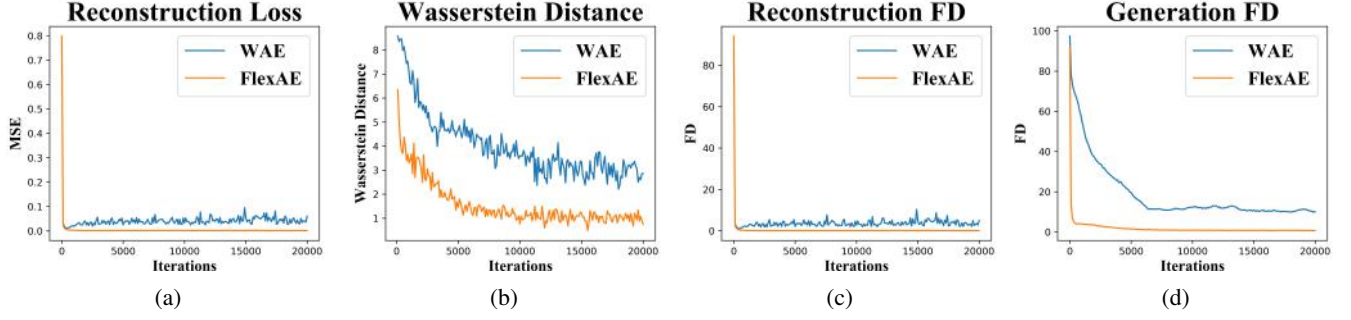 Reconstruction Loss
MSE
0.8
0.7
0.6
0.5
0.4
0.3
0.2
0.1
0.0
WAE
FlexAE
0 5000 10000 15000 20000
Iterations
(a)
Wasserstein Distance
Wasserstein Distance
8
7
6
5
4
3
2
1
WAE
FlexAE
0 5000 10000 15000 20000
Iterations
(b)
Reconstruction FD
FD
80
60
40
20
0
WAE
FlexAE
0 5000 10000 15000 20000
Iterations
(c)
Generation FD
FD
100
80
60
40
20
0
WAE
FlexAE
0 5000 10000 15000 20000
Iterations
(d)